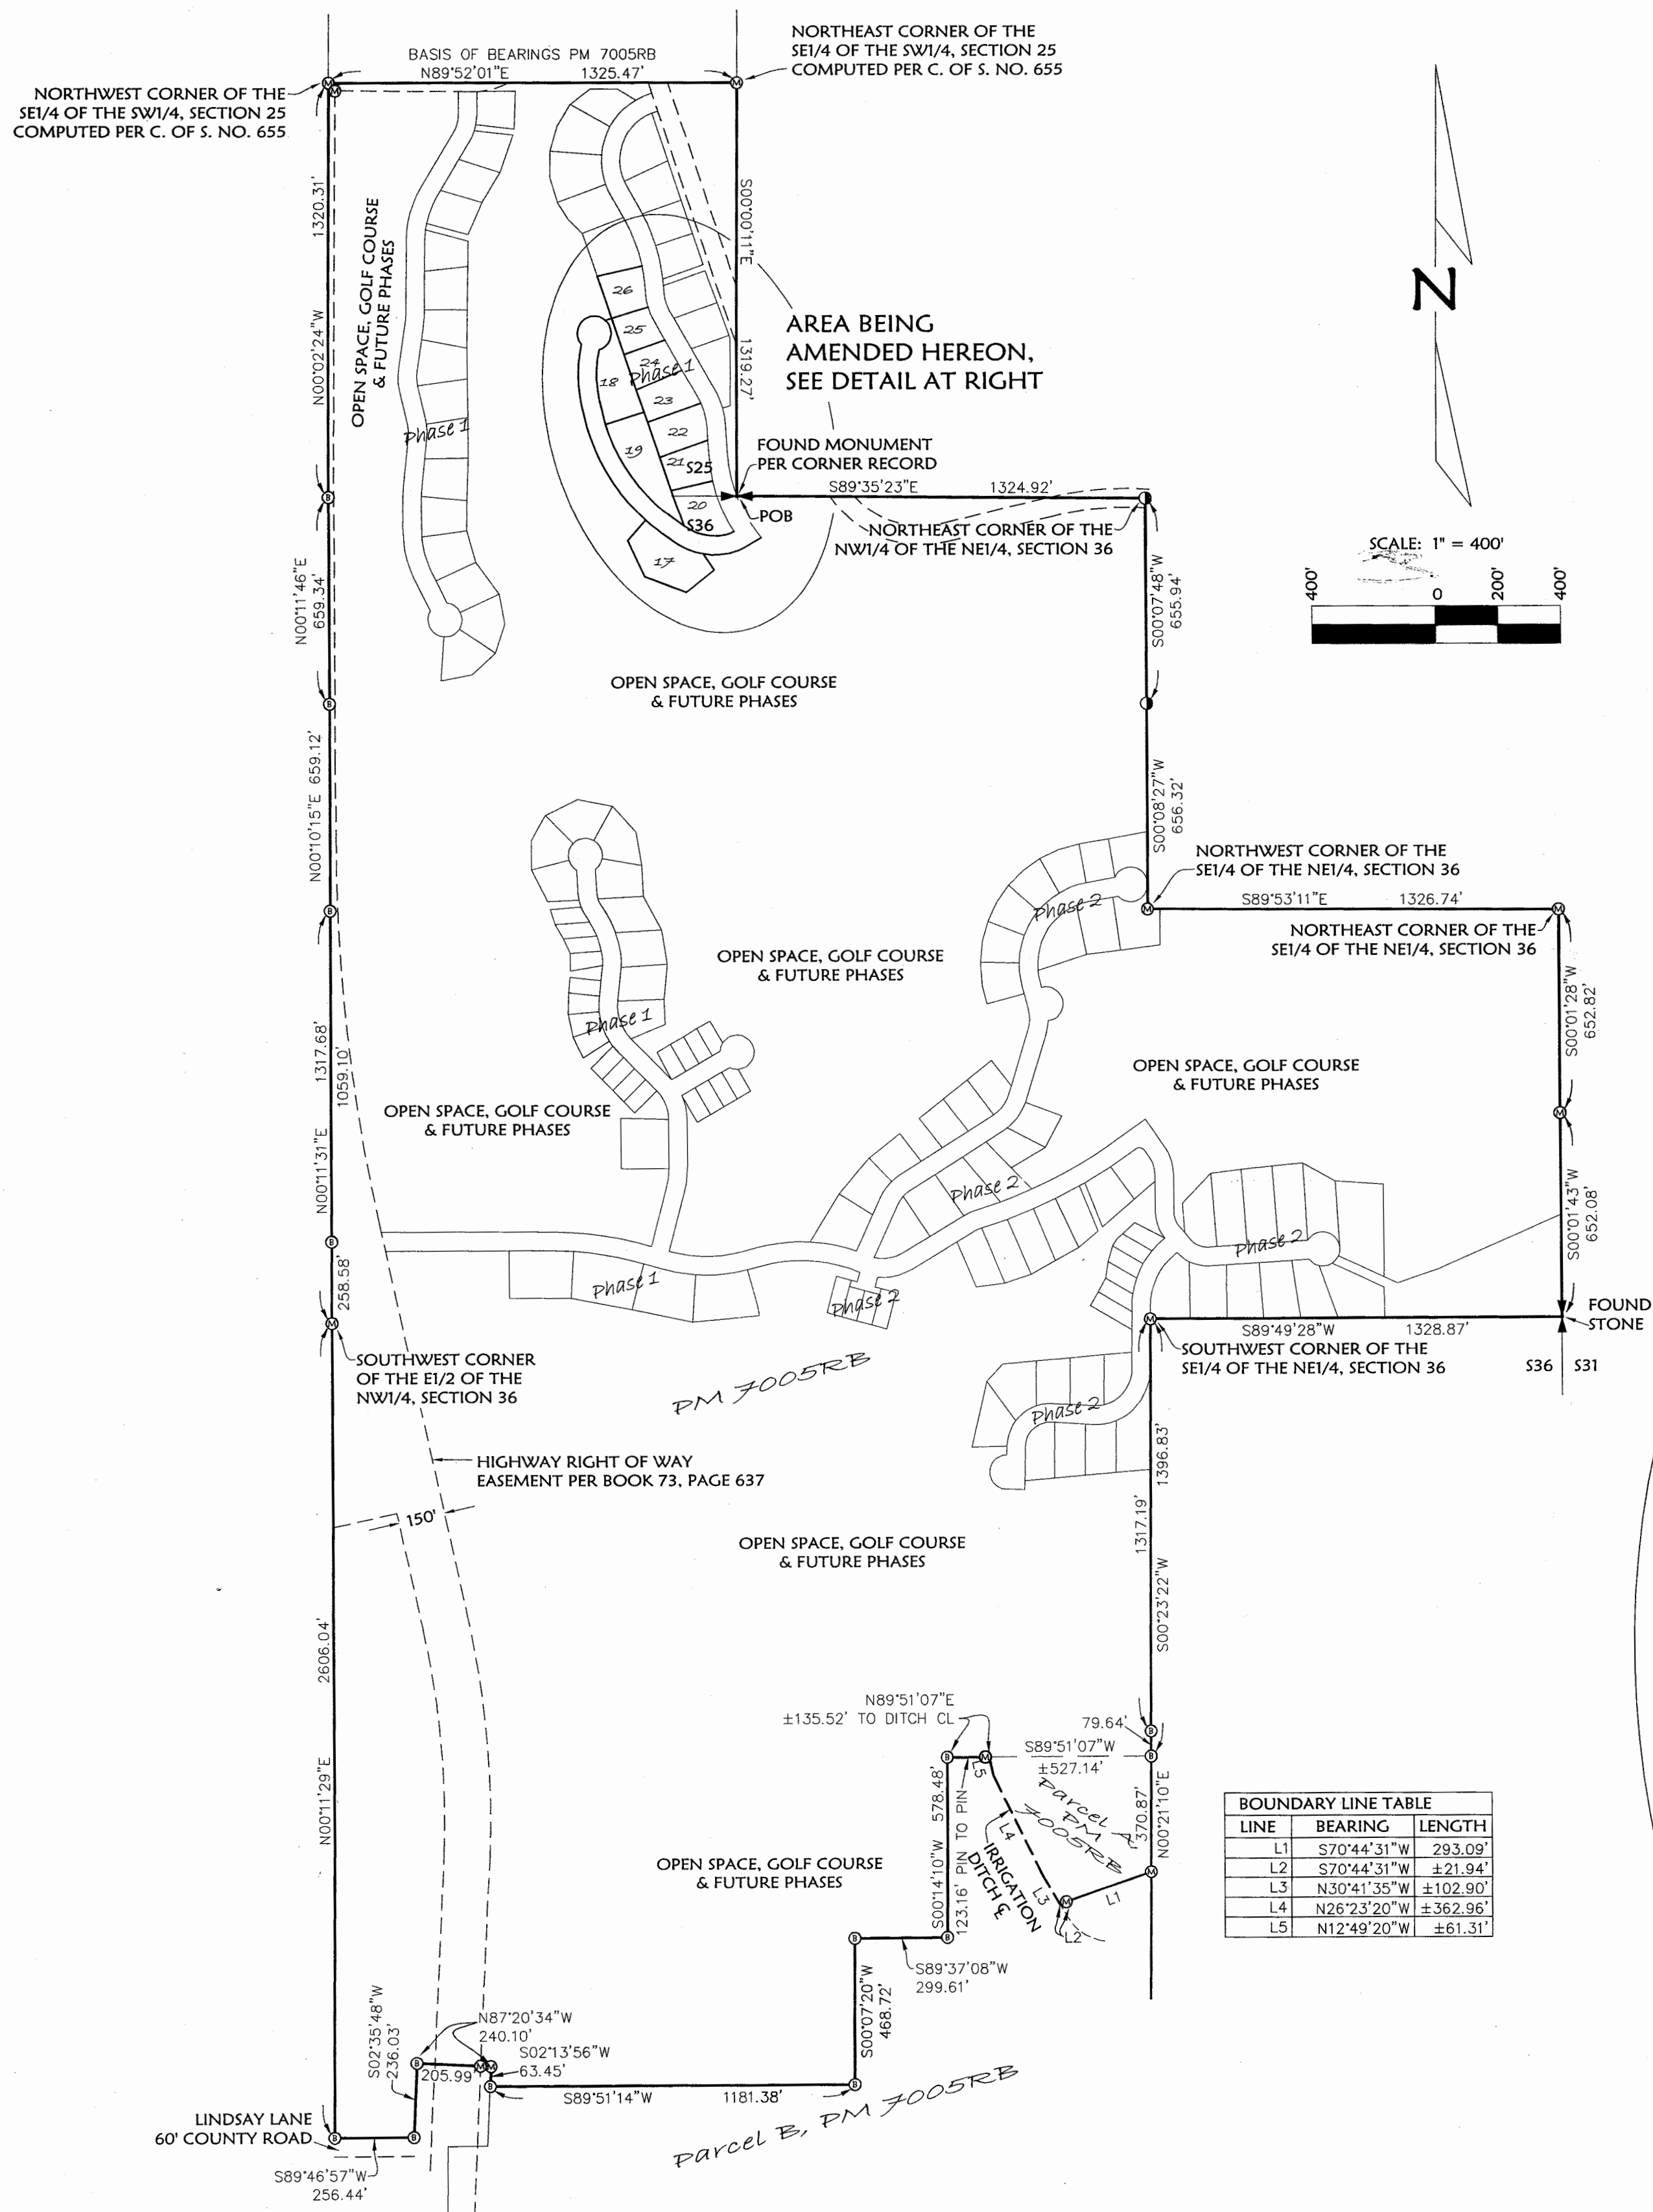 BASIS OF BEARINGS PM 7005RB
N89°52'01"E 1325.47'
NORTHEAST CORNER OF THE
SE1/4 OF THE SW1/4, SECTION 25
COMPUTED PER C. OF S. NO. 655
NORTHWEST CORNER OF THE
SE1/4 OF THE SW1/4, SECTION 25
COMPUTED PER C. OF S. NO. 655
M
M
M
1320.31'
N00°02'24"W
OPEN SPACE, GOLF COURSE
& FUTURE PHASES
S00°00'11"E
1319.27'
N
26
25
24
Phase 1
18
23
22
19
21
S25
20
S36
17
Phase 1
AREA BEING
AMENDED HEREON,
SEE DETAIL AT RIGHT
FOUND MONUMENT
PER CORNER RECORD
S89°35'23"E 1324.92'
POB
NORTHEAST CORNER OF THE
NW1/4 OF THE NE1/4, SECTION 36
SCALE: 1" = 400'
400'
0
200'
400'
B
N00°11'46"E
659.34'
S00°07'48"W
655.94'
OPEN SPACE, GOLF COURSE
& FUTURE PHASES
B
N00°10'15"E 659.12'
S00°08'27"W
656.32'
NORTHWEST CORNER OF THE
SE1/4 OF THE NE1/4, SECTION 36
Phase 2
B
M
S89°53'11"E 1326.74'
M
NORTHEAST CORNER OF THE
SE1/4 OF THE NE1/4, SECTION 36
OPEN SPACE, GOLF COURSE
& FUTURE PHASES
S00°01'28"W
652.82'
Phase 1
1317.68'
1059.10'
N00°11'31"E
OPEN SPACE, GOLF COURSE
& FUTURE PHASES
OPEN SPACE, GOLF COURSE
& FUTURE PHASES
M
S00°01'43"W
652.08'
Phase 2
Phase 2
B
258.58'
Phase 1
Phase 2
M
M
S89°49'28"W 1328.87'
FOUND
STONE
S36 S31
SOUTHWEST CORNER
OF THE E1/2 OF THE
NW1/4, SECTION 36
SOUTHWEST CORNER OF THE
SE1/4 OF THE NE1/4, SECTION 36
PM 7005RB
Phase 2
HIGHWAY RIGHT OF WAY
EASEMENT PER BOOK 73, PAGE 637
1396.83'
1317.19'
S00°23'22"W
150'
OPEN SPACE, GOLF COURSE
& FUTURE PHASES
2606.04'
N00°11'29"E
N89°51'07"E
±135.52' TO DITCH CL
79.64'
B
S89°51'07"W
±527.14'
B
M
B
L5
578.48'
S00°14'10"W
123.16' PIN TO PIN
L4
IRRIGATION
DITCH ℄
L3
Parcel A,
PM
7005RB
370.87'
N00°21'10"E
M
L1
M
L2
BOUNDARY LINE TABLE
LINE BEARING LENGTH
L1 S70°44'31"W 293.09'
L2 S70°44'31"W ±21.94'
L3 N30°41'35"W ±102.90'
L4 N26°23'20"W ±362.96'
L5 N12°49'20"W ±61.31'
OPEN SPACE, GOLF COURSE
& FUTURE PHASES
B
B
S89°37'08"W
299.61'
S00°07'20"W
468.72'
S02°35'48"W
236.03'
N87°20'34"W
240.10'
S02°13'56"W
63.45'
B
205.99'
M
M
B
B
S89°51'14"W 1181.38'
Parcel B, PM 7005RB
LINDSAY LANE
60' COUNTY ROAD
B
B
S89°46'57"W
256.44'